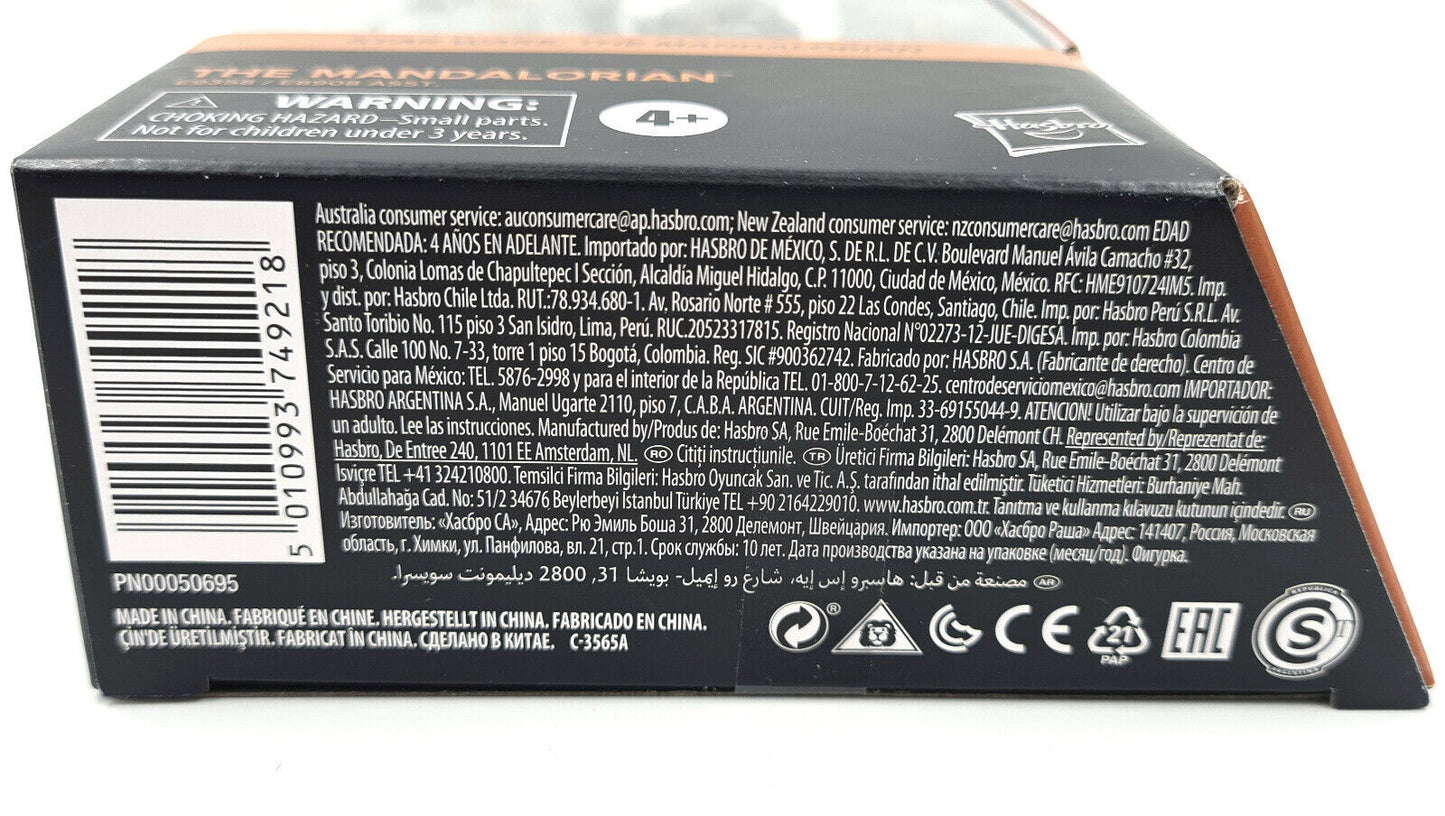 STAR WARS: THE MANDALORIAN
THE MANDALORIAN™
ASST.
WARNING:
CHOKING HAZARD—Small parts.
Not for children under 3 years.
4+
Hasbro
Australia consumer service: auconsumercare@ap.hasbro.com; New Zealand consumer service: nzconsumercare@hasbro.com EDAD
RECOMENDADA: 4 AÑOS EN ADELANTE. Importado por: HASBRO DE MÉXICO, S. DE R.L. DE C.V. Boulevard Manuel Ávila Camacho #32,
piso 3, Colonia Lomas de Chapultepec I Sección, Alcaldía Miguel Hidalgo, C.P. 11000, Ciudad de México, México. RFC: HME910724IM5. Imp.
y dist. por: Hasbro Chile Ltda. RUT.:78.934.680-1. Av. Rosario Norte # 555, piso 22 Las Condes, Santiago, Chile. Imp. por: Hasbro Perú S.R.L. Av.
Santo Toribio No. 115 piso 3 San Isidro, Lima, Perú. RUC.20523317815. Registro Nacional N°02273-12-JUE-DIGESA. Imp. por: Hasbro Colombia
S.A.S. Calle 100 No. 7-33, torre 1 piso 15 Bogotá, Colombia. Reg. SIC #900362742. Fabricado por: HASBRO S.A. (Fabricante de derecho). Centro de
Servicio para México: TEL. 5876-2998 y para el interior de la República TEL. 01-800-7-12-62-25. centrodeserviciomexico@hasbro.com IMPORTADOR:
HASBRO ARGENTINA S.A., Manuel Ugarte 2110, piso 7, C.A.B.A. ARGENTINA. CUIT/Reg. Imp. 33-69155044-9. ATENCION! Utilizar bajo la supervición de
un adulto. Lee las instrucciones. Manufactured by/Produs de: Hasbro SA, Rue Emile-Boéchat 31, 2800 Delémont CH. Represented by/Reprezentat de:
Hasbro, De Entree 240, 1101 EE Amsterdam, NL. RO Citiți instrucțiunile. TR Üretici Firma Bilgileri: Hasbro SA, Rue Emile-Boéchat 31, 2800 Delémont
İsviçre TEL +41 324210800. Temsilci Firma Bilgileri: Hasbro Oyuncak San. ve Tic. A.Ş. tarafından ithal edilmiştir. Tüketici Hizmetleri: Burhaniye Mah.
Abdullahağa Cad. No: 51/2 34676 Beylerbeyi İstanbul Türkiye TEL +90 2164229010. www.hasbro.com.tr. Tanıtma ve kullanma kılavuzu kutunun içindedir. RU
Изготовитель: «Хасбро СА», Адрес: Рю Эмиль Боша 31, 2800 Делемонт, Швейцария. Импортер: ООО «Хасбро Раша» Адрес: 141407, Россия, Московская
область, г. Химки, ул. Панфилова, вл. 21, стр.1. Срок службы: 10 лет. Дата производства указана на упаковке (месяц/год). Фигурка.
AR مصنعة من قبل: هاسبرو إس إيه، شارع رو إميل- بويشا 31، 2800 ديليمونت سويسرا.
5 010993 749218
PN00050695
MADE IN CHINA. FABRIQUÉ EN CHINE. HERGESTELLT IN CHINA. FABRICADO EN CHINA.
ÇİN'DE ÜRETİLMİŞTİR. FABRICAT ÎN CHINA. СДЕЛАНО В КИТАЕ. C-3565A
®
CE
21
PAP
EAC
REPUBLICA
S
ARGENTINA